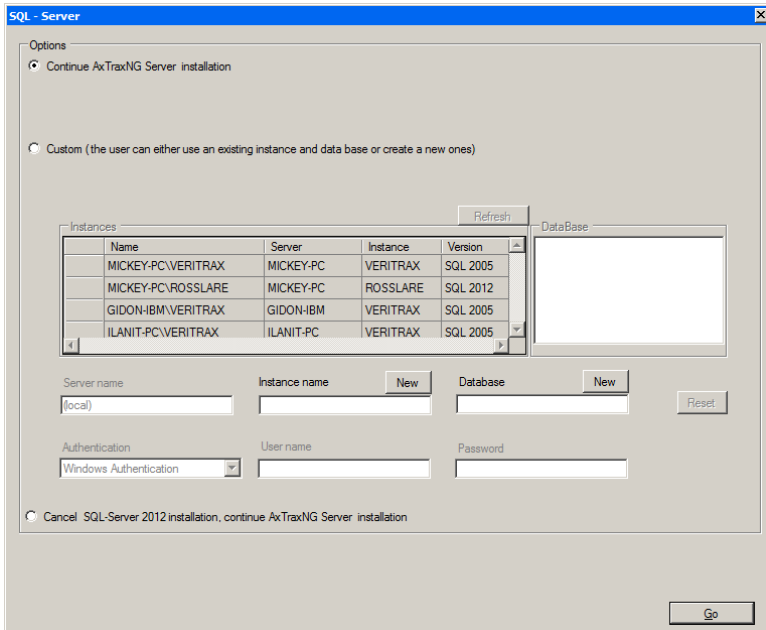 SQL - Server
Options
Continue AxTraxNG Server installation
Custom (the user can either use an existing instance and data base or create a new ones)
Refresh
Instances
DataBase
Name Server Instance Version
MICKEY-PC\VERITRAX MICKEY-PC VERITRAX SQL 2005
MICKEY-PC\ROSSLARE MICKEY-PC ROSSLARE SQL 2012
GIDON-IBM\VERITRAX GIDON-IBM VERITRAX SQL 2005
ILANIT-PC\VERITRAX ILANIT-PC VERITRAX SQL 2005
Server name Instance name New Database New
(local) Reset
Authentication User name Password
Windows Authentication
Cancel SQL-Server 2012 installation, continue AxTraxNG Server installation
Go